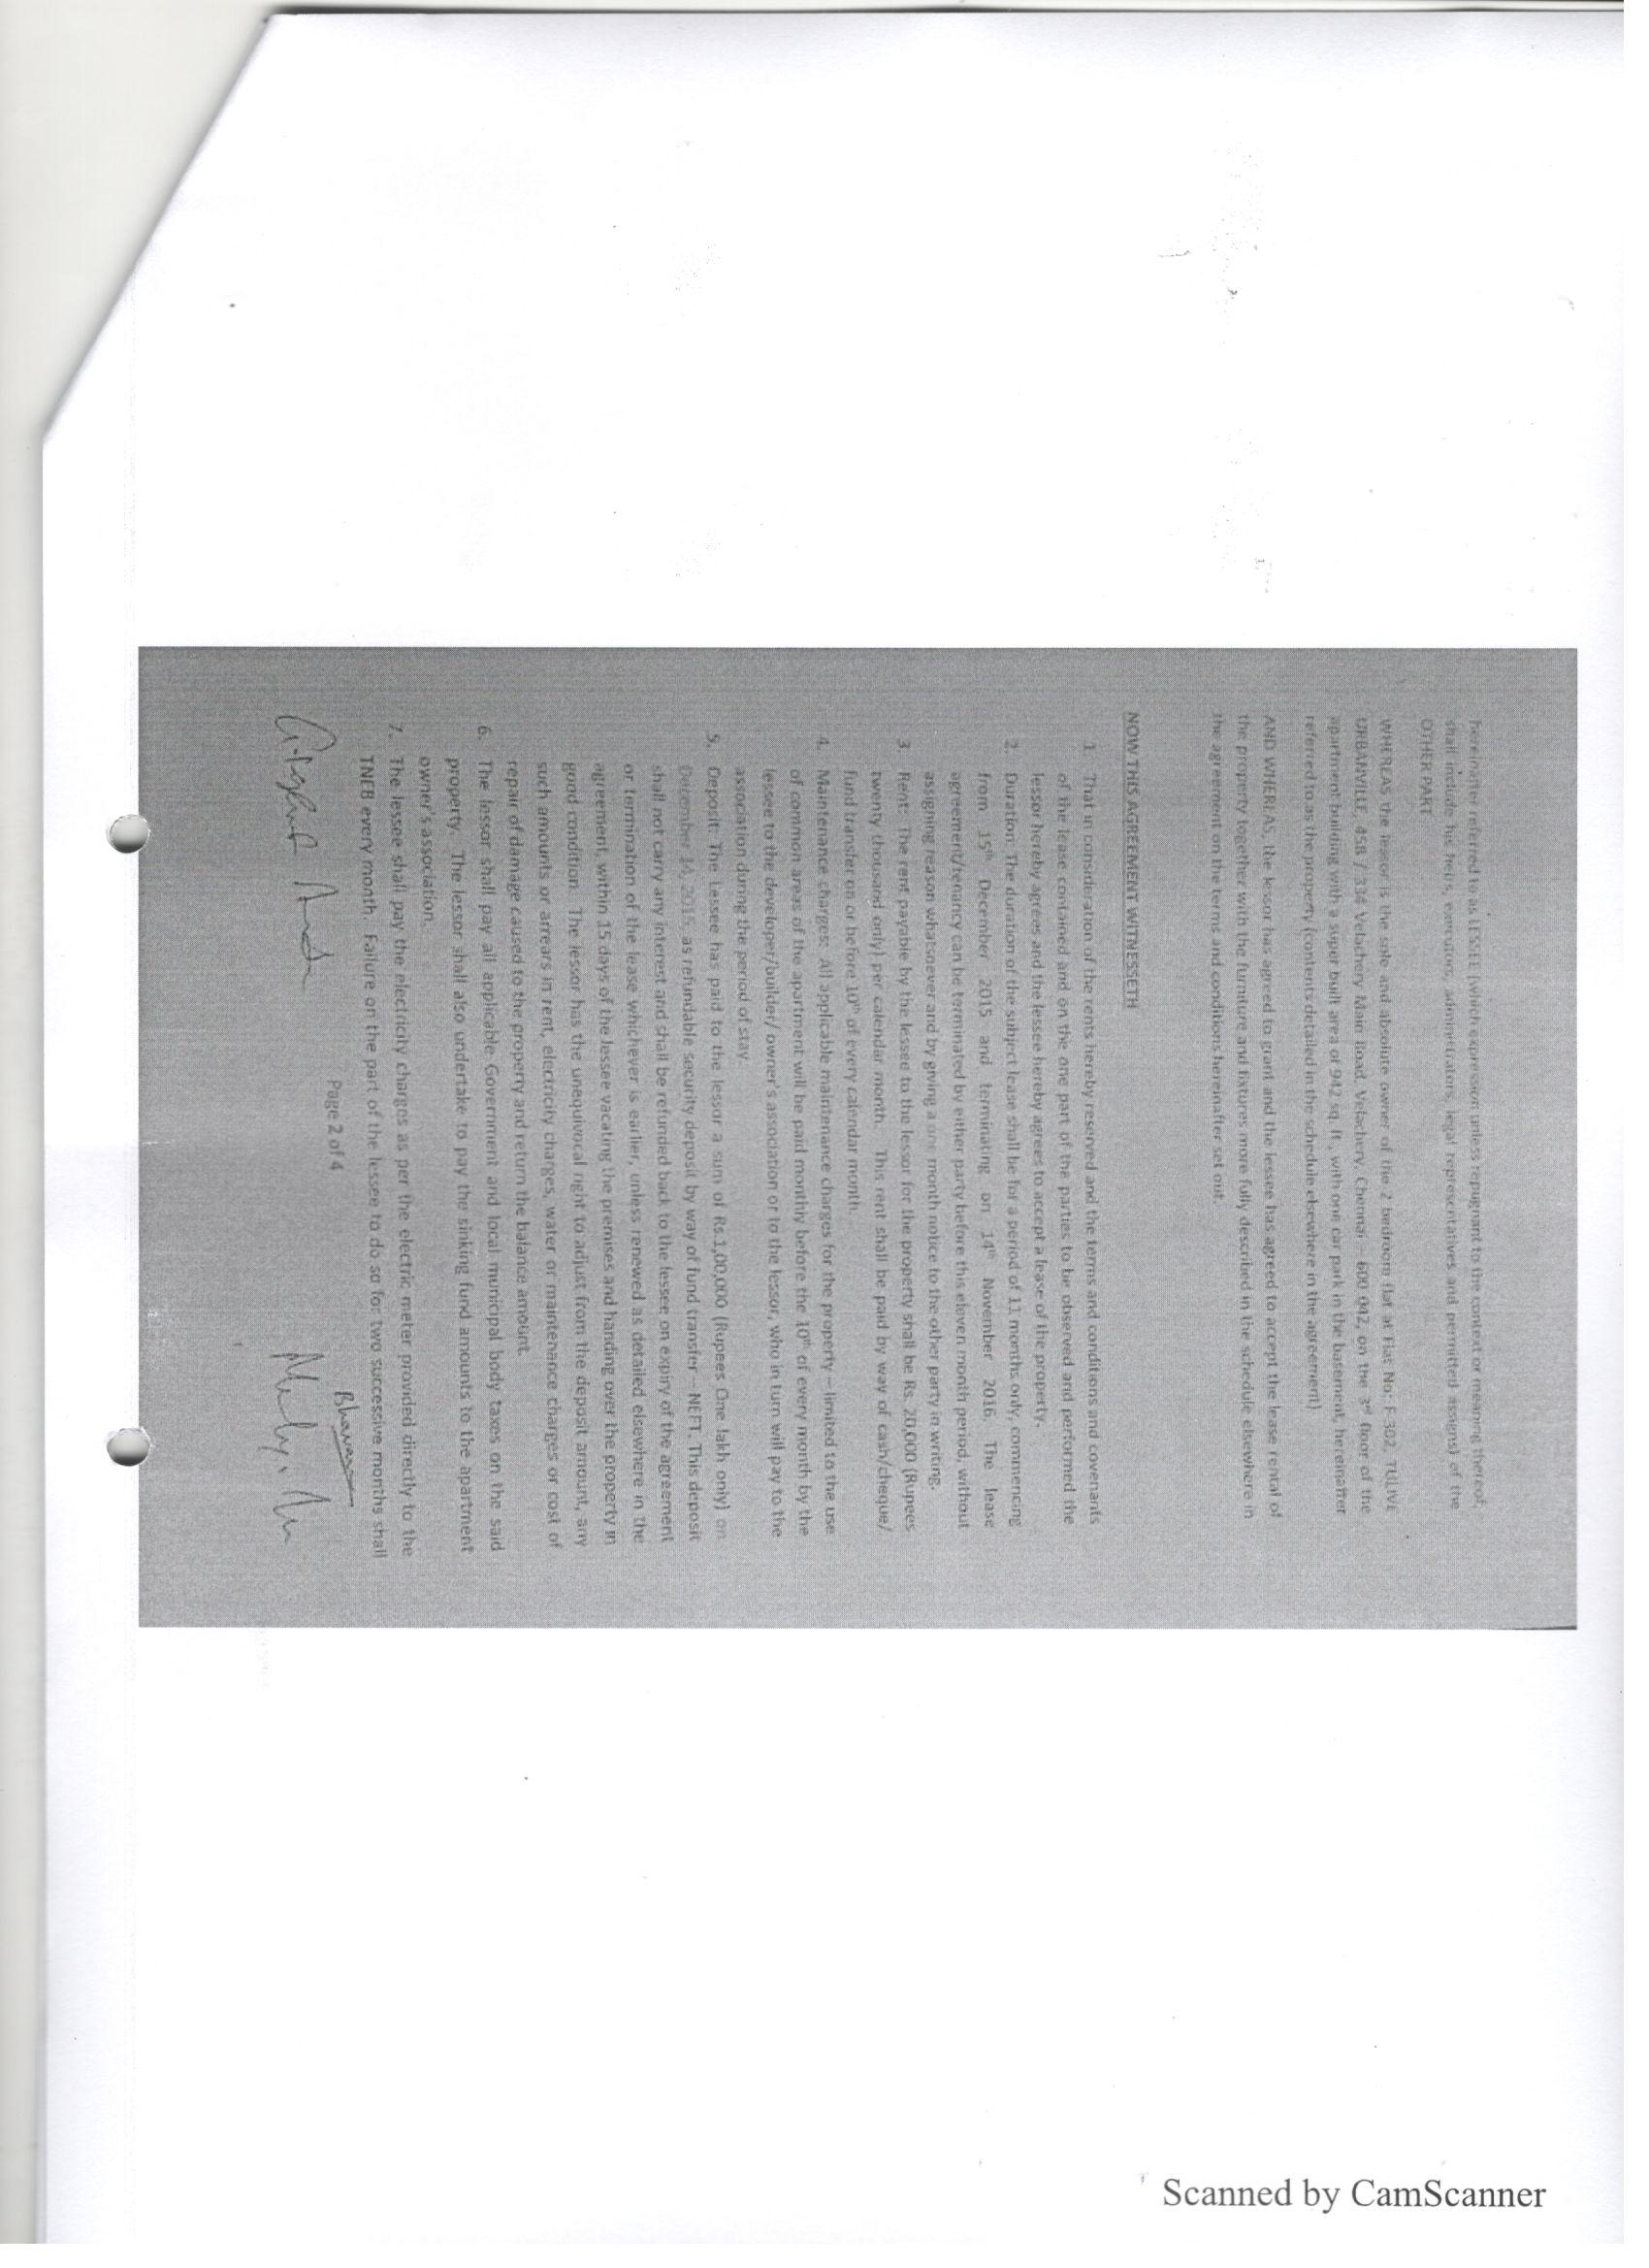 hereinafter referred to as LESSEE (which expression unless repugnant to the context or meaning thereof,
shall include his heirs, executors, administrators, legal representatives and permitted assigns) of the
OTHER PART
WHEREAS the lessor is the sole and absolute owner of the 2 bedroom flat at Flat No: F-302, TULIVE
URBANVILLE, 458 / 334 Velachery Main Road, Velachery, Chennai – 600 042, on the 3rd floor of the
apartment building with a super built area of 942 sq. ft., with one car park in the basement, hereinafter
referred to as the property (contents detailed in the schedule elsewhere in the agreement)
AND WHEREAS, the lessor has agreed to grant and the lessee has agreed to accept the lease rental of
the property together with the furniture and fixtures more fully described in the schedule elsewhere in
the agreement on the terms and conditions hereinafter set out.
NOW THIS AGREEMENT WITNESSETH
1. That in consideration of the rents hereby reserved and the terms and conditions and covenants
of the lease contained and on the one part of the parties to be observed and performed the
lessor hereby agrees and the lessee hereby agrees to accept a lease of the property.
2. Duration: The duration of the subject lease shall be for a period of 11 months only, commencing
from 15th December 2015 and terminating on 14th November 2016. The lease
agreement/tenancy can be terminated by either party before this eleven month period, without
assigning reason whatsoever and by giving a one month notice to the other party in writing.
3. Rent: The rent payable by the lessee to the lessor for the property shall be Rs. 20,000 (Rupees
twenty thousand only) per calendar month. This rent shall be paid by way of cash/cheque/
fund transfer on or before 10th of every calendar month.
4. Maintenance charges: All applicable maintenance charges for the property – limited to the use
of common areas of the apartment will be paid monthly before the 10th of every month by the
lessee to the developer/builder/ owner's association or to the lessor, who in turn will pay to the
association during the period of stay.
5. Deposit: The Lessee has paid to the lessor a sum of Rs.1,00,000 (Rupees One lakh only) on
December 14, 2015, as refundable security deposit by way of fund transfer – NEFT. This deposit
shall not carry any interest and shall be refunded back to the lessee on expiry of the agreement
or termination of the lease whichever is earlier, unless renewed as detailed elsewhere in the
agreement, within 15 days of the lessee vacating the premises and handing over the property in
good condition. The lessor has the unequivocal right to adjust from the deposit amount, any
such amounts or arrears in rent, electricity charges, water or maintenance charges or cost of
repair of damage caused to the property and return the balance amount.
6. The lessor shall pay all applicable Government and local municipal body taxes on the said
property. The lessor shall also undertake to pay the sinking fund amounts to the apartment
owner's association.
7. The lessee shall pay the electricity charges as per the electric meter provided directly to the
TNEB every month. Failure on the part of the lessee to do so for two successive months shall
Page 2 of 4
Scanned by CamScanner